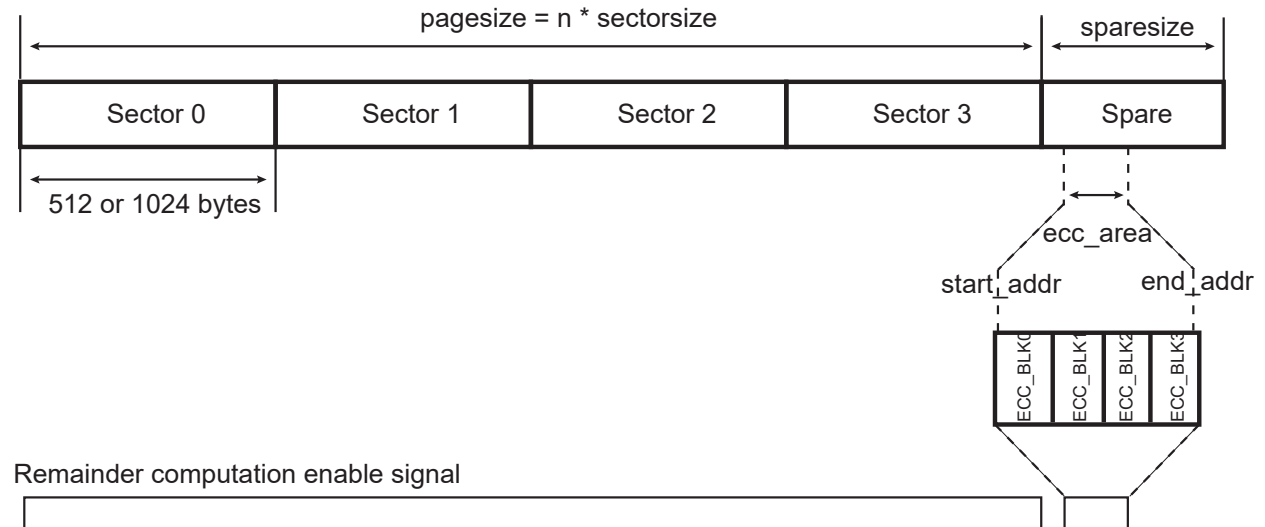 pagesize = n * sectorsize
sparesize
Sector 0
Sector 1
Sector 2
Sector 3
Spare
512 or 1024 bytes
ecc_area
start_addr
end_addr
ECC_BLK0
ECC_BLK1
ECC_BLK2
ECC_BLK3
Remainder computation enable signal